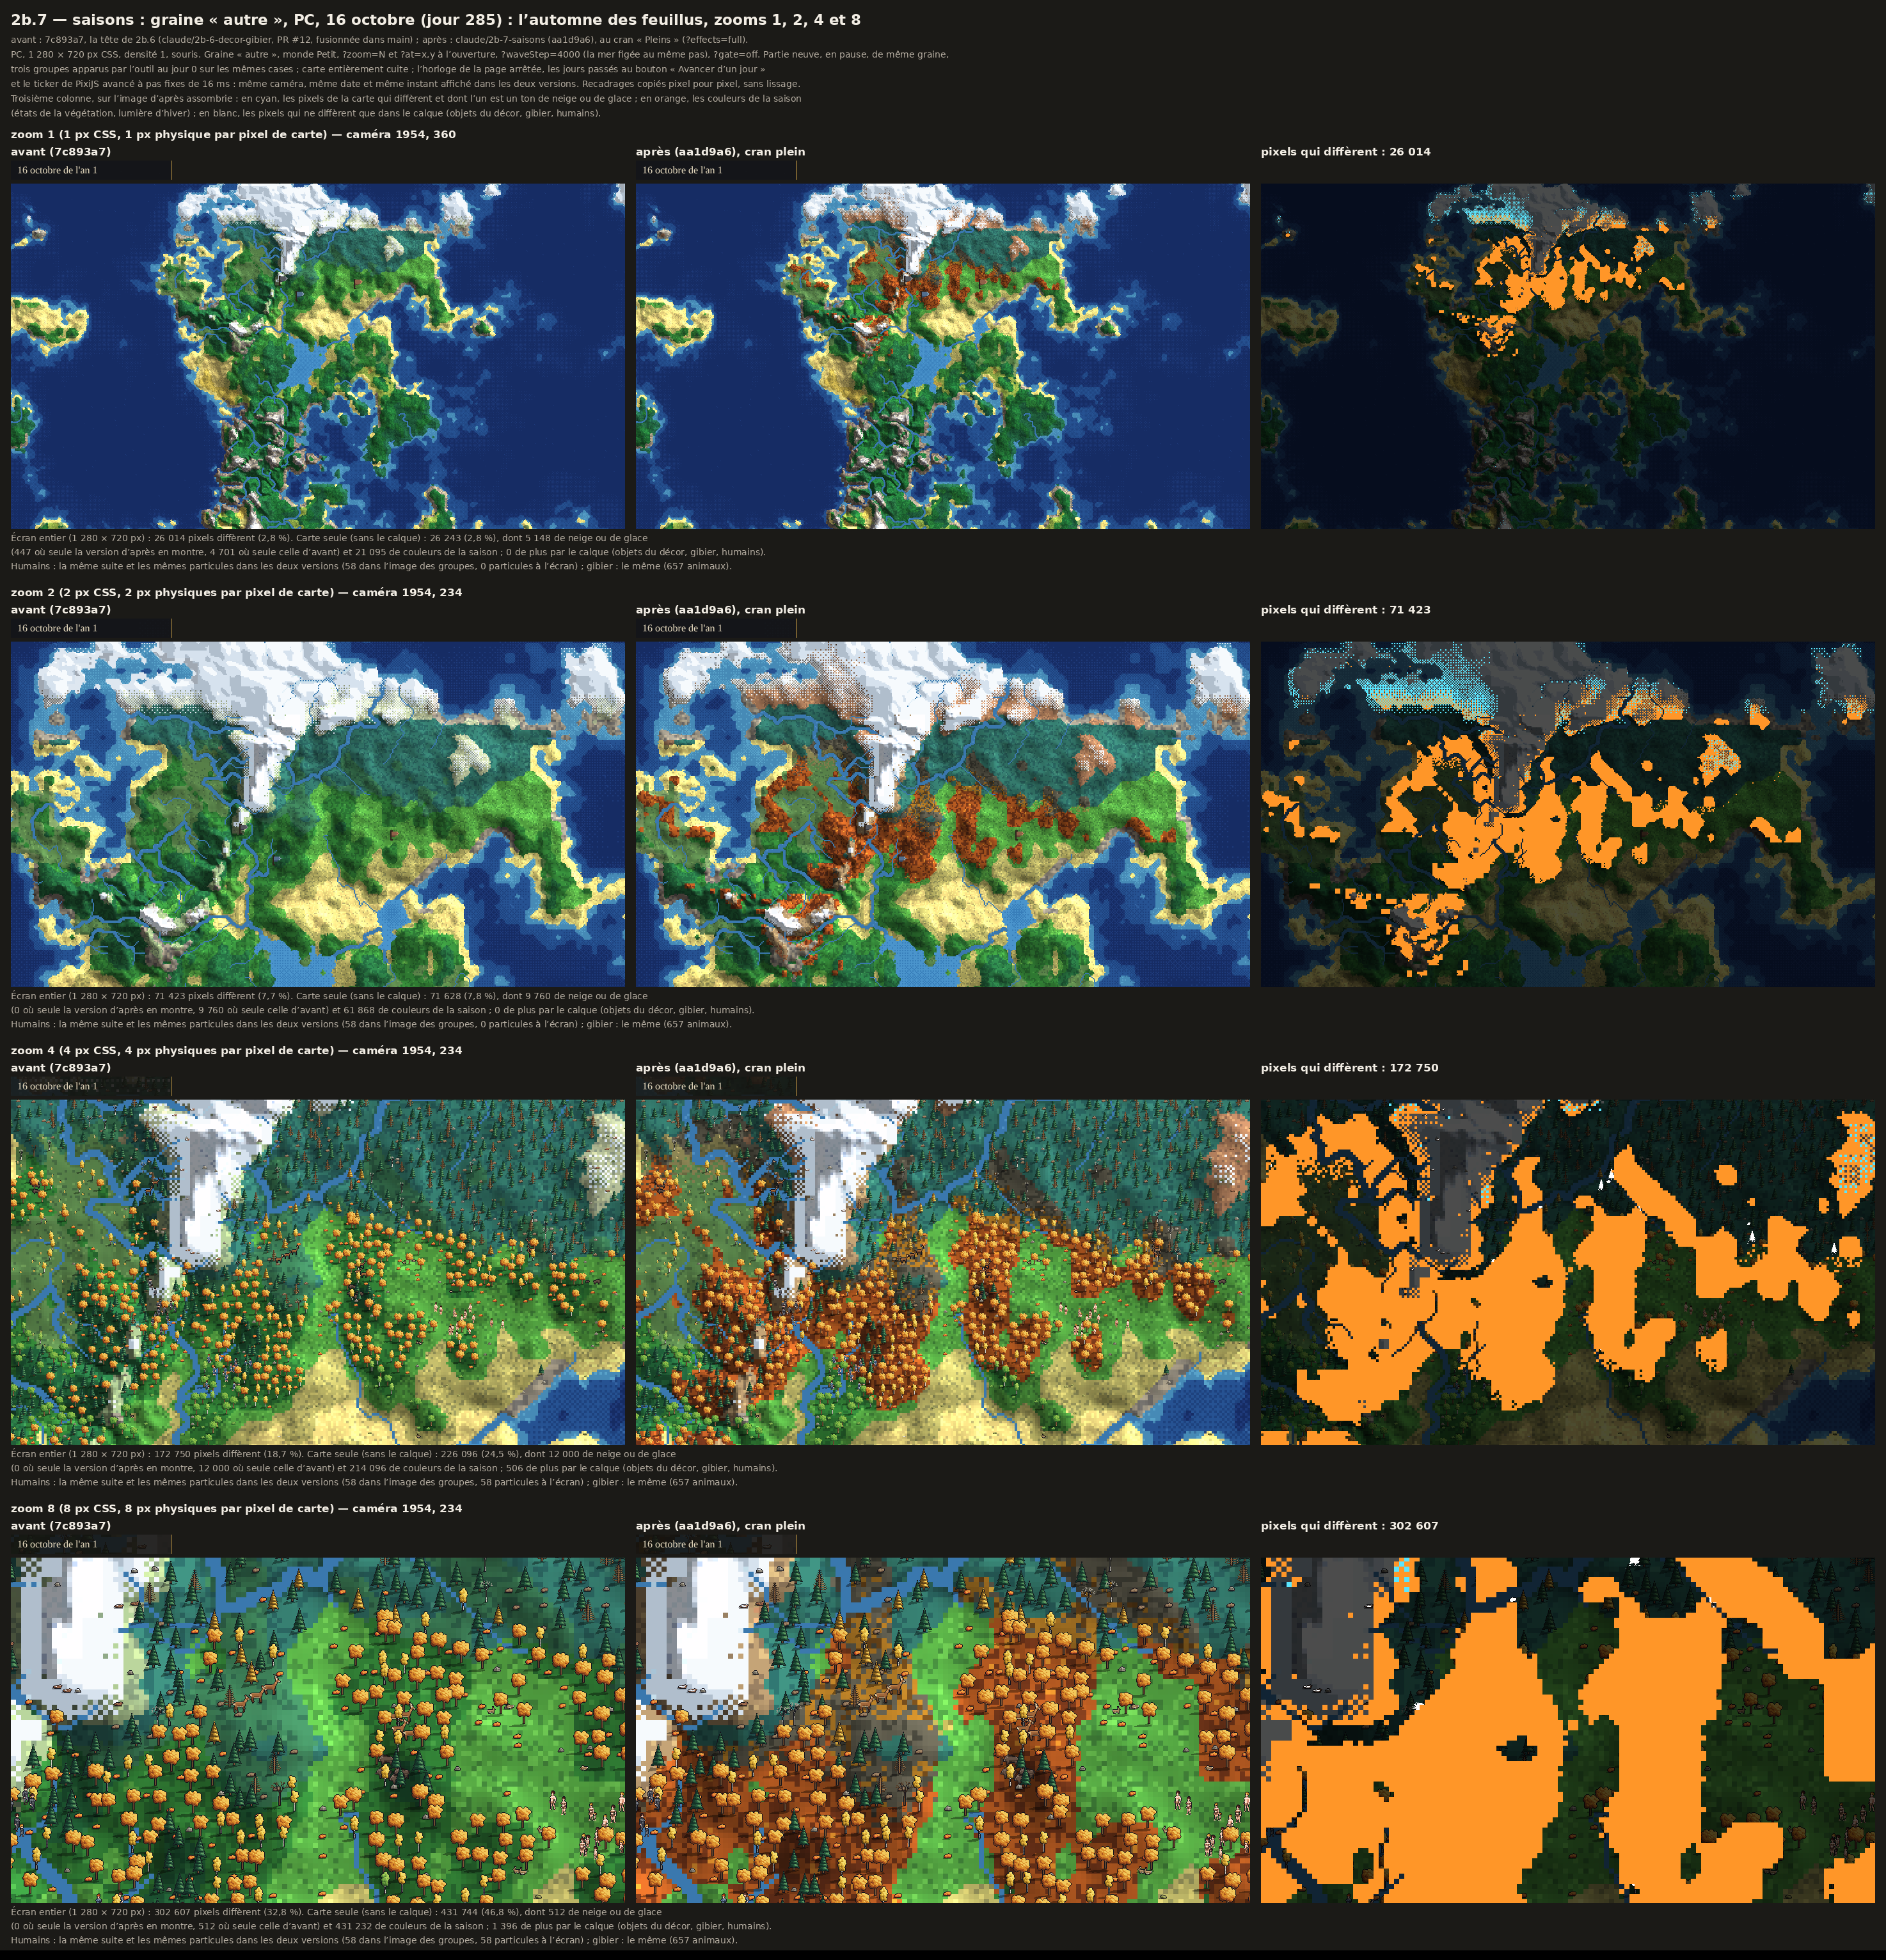 2b.7 — saisons : graine « autre », PC, 16 octobre (jour 285) : l’automne des feuillus, zooms 1, 2, 4 et 8
avant : 7c893a7, la tête de 2b.6 (claude/2b-6-decor-gibier, PR #12, fusionnée dans main) ; après : claude/2b-7-saisons (aa1d9a6), au cran « Pleins » (?effects=full).
PC, 1 280 × 720 px CSS, densité 1, souris. Graine « autre », monde Petit, ?zoom=N et ?at=x,y à l’ouverture, ?waveStep=4000 (la mer figée au même pas), ?gate=off. Partie neuve, en pause, de même graine,
trois groupes apparus par l’outil au jour 0 sur les mêmes cases ; carte entièrement cuite ; l’horloge de la page arrêtée, les jours passés au bouton « Avancer d’un jour »
et le ticker de PixiJS avancé à pas fixes de 16 ms : même caméra, même date et même instant affiché dans les deux versions. Recadrages copiés pixel pour pixel, sans lissage.
Troisième colonne, sur l’image d’après assombrie : en cyan, les pixels de la carte qui diffèrent et dont l’un est un ton de neige ou de glace ; en orange, les couleurs de la saison
(états de la végétation, lumière d’hiver) ; en blanc, les pixels qui ne diffèrent que dans le calque (objets du décor, gibier, humains).
zoom 1 (1 px CSS, 1 px physique par pixel de carte) — caméra 1954, 360
avant (7c893a7)
après (aa1d9a6), cran plein
pixels qui diffèrent : 26 014
16 octobre de l'an 1
16 octobre de l'an 1
Écran entier (1 280 × 720 px) : 26 014 pixels diffèrent (2,8 %). Carte seule (sans le calque) : 26 243 (2,8 %), dont 5 148 de neige ou de glace
(447 où seule la version d’après en montre, 4 701 où seule celle d’avant) et 21 095 de couleurs de la saison ; 0 de plus par le calque (objets du décor, gibier, humains).
Humains : la même suite et les mêmes particules dans les deux versions (58 dans l’image des groupes, 0 particules à l’écran) ; gibier : le même (657 animaux).
zoom 2 (2 px CSS, 2 px physiques par pixel de carte) — caméra 1954, 234
avant (7c893a7)
après (aa1d9a6), cran plein
pixels qui diffèrent : 71 423
16 octobre de l'an 1
16 octobre de l'an 1
Écran entier (1 280 × 720 px) : 71 423 pixels diffèrent (7,7 %). Carte seule (sans le calque) : 71 628 (7,8 %), dont 9 760 de neige ou de glace
(0 où seule la version d’après en montre, 9 760 où seule celle d’avant) et 61 868 de couleurs de la saison ; 0 de plus par le calque (objets du décor, gibier, humains).
Humains : la même suite et les mêmes particules dans les deux versions (58 dans l’image des groupes, 0 particules à l’écran) ; gibier : le même (657 animaux).
zoom 4 (4 px CSS, 4 px physiques par pixel de carte) — caméra 1954, 234
avant (7c893a7)
après (aa1d9a6), cran plein
pixels qui diffèrent : 172 750
16 octobre de l'an 1
16 octobre de l'an 1
Écran entier (1 280 × 720 px) : 172 750 pixels diffèrent (18,7 %). Carte seule (sans le calque) : 226 096 (24,5 %), dont 12 000 de neige ou de glace
(0 où seule la version d’après en montre, 12 000 où seule celle d’avant) et 214 096 de couleurs de la saison ; 506 de plus par le calque (objets du décor, gibier, humains).
Humains : la même suite et les mêmes particules dans les deux versions (58 dans l’image des groupes, 58 particules à l’écran) ; gibier : le même (657 animaux).
zoom 8 (8 px CSS, 8 px physiques par pixel de carte) — caméra 1954, 234
avant (7c893a7)
après (aa1d9a6), cran plein
pixels qui diffèrent : 302 607
16 octobre de l'an 1
16 octobre de l'an 1
Écran entier (1 280 × 720 px) : 302 607 pixels diffèrent (32,8 %). Carte seule (sans le calque) : 431 744 (46,8 %), dont 512 de neige ou de glace
(0 où seule la version d’après en montre, 512 où seule celle d’avant) et 431 232 de couleurs de la saison ; 1 396 de plus par le calque (objets du décor, gibier, humains).
Humains : la même suite et les mêmes particules dans les deux versions (58 dans l’image des groupes, 58 particules à l’écran) ; gibier : le même (657 animaux).